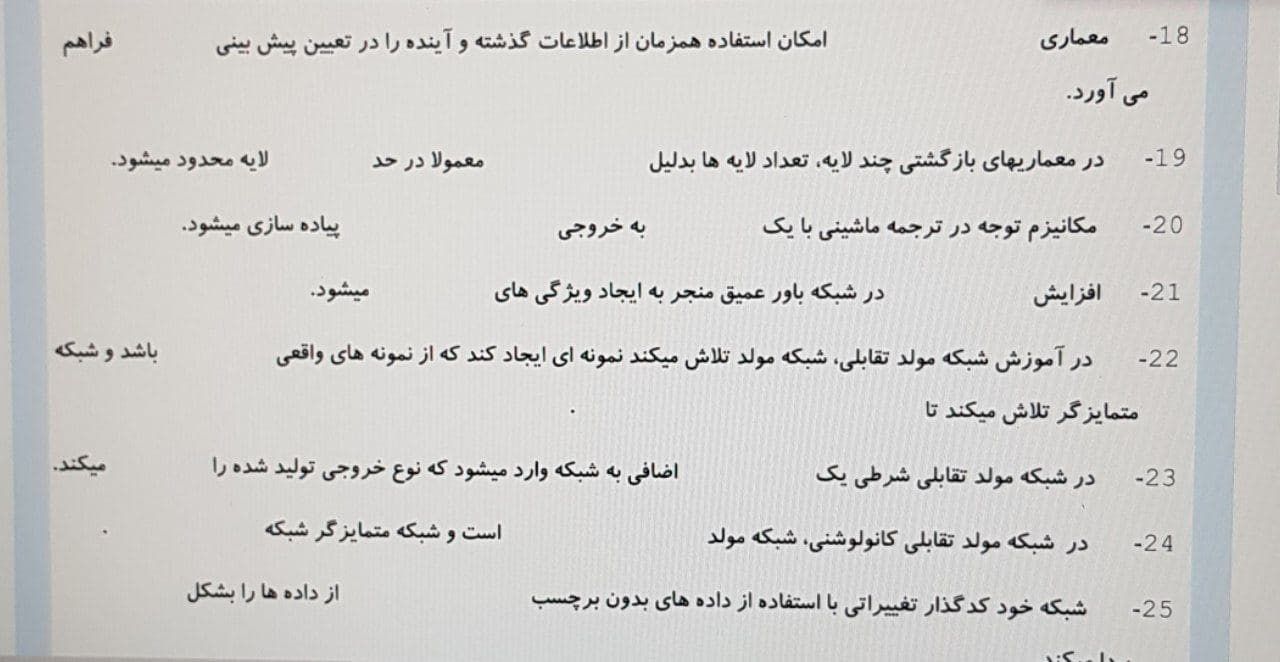 18- معماری امکان استفاده همزمان از اطلاعات گذشته و آینده را در تعیین پیش بینی فراهم
می آورد.
19- در معماریهای بازگشتی چند لایه، تعداد لایه ها بدلیل معمولا در حد لایه محدود میشود.
20- مکانیزم توجه در ترجمه ماشینی با یک به خروجی پیاده سازی میشود.
21- افزایش در شبکه باور عمیق منجر به ایجاد ویژگی های میشود.
22- در آموزش شبکه مولد تقابلی، شبکه مولد تلاش میکند نمونه ای ایجاد کند که از نمونه های واقعی باشد و شبکه
متمایزگر تلاش میکند تا .
23- در شبکه مولد تقابلی شرطی یک اضافی به شبکه وارد میشود که نوع خروجی تولید شده را میکند.
24- در شبکه مولد تقابلی کانولوشنی، شبکه مولد است و شبکه متمایزگر شبکه .
25- شبکه خود کدگذار تغییراتی با استفاده از داده های بدون برچسب از داده ها را بشکل